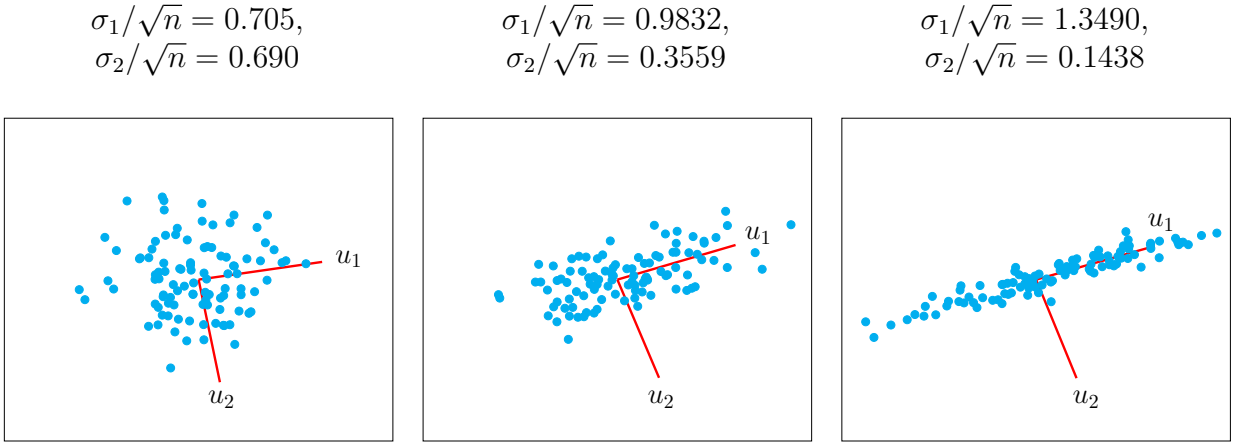 σ₁/√n = 0.705,
σ₂/√n = 0.690
σ₁/√n = 0.9832,
σ₂/√n = 0.3559
σ₁/√n = 1.3490,
σ₂/√n = 0.1438
u₁
u₂
u₁
u₂
u₁
u₂